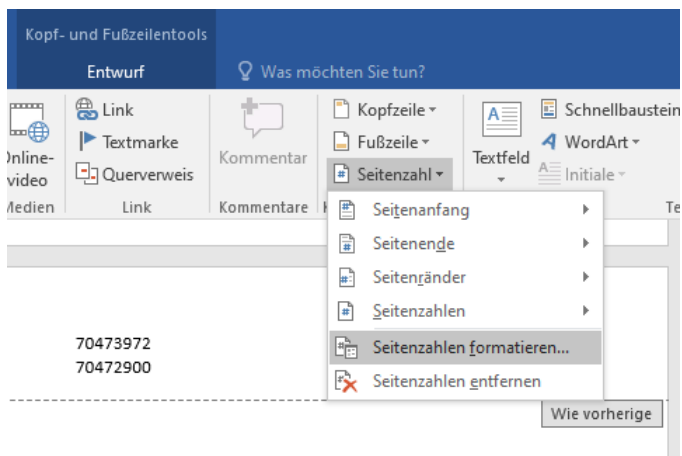 Kopf- und Fußzeilentools
Entwurf
Was möchten Sie tun?
Link
Textmarke
Querverweis
Link
Online-
video
Medien
Kommentar
Kommentare
Kopfzeile
Fußzeile
Seitenzahl
Textfeld
Schnellbaustein
WordArt
Initiale
Te
Seitenanfang
Seitenende
Seitenränder
Seitenzahlen
Seitenzahlen formatieren...
Seitenzahlen entfernen
70473972
70472900
Wie vorherige